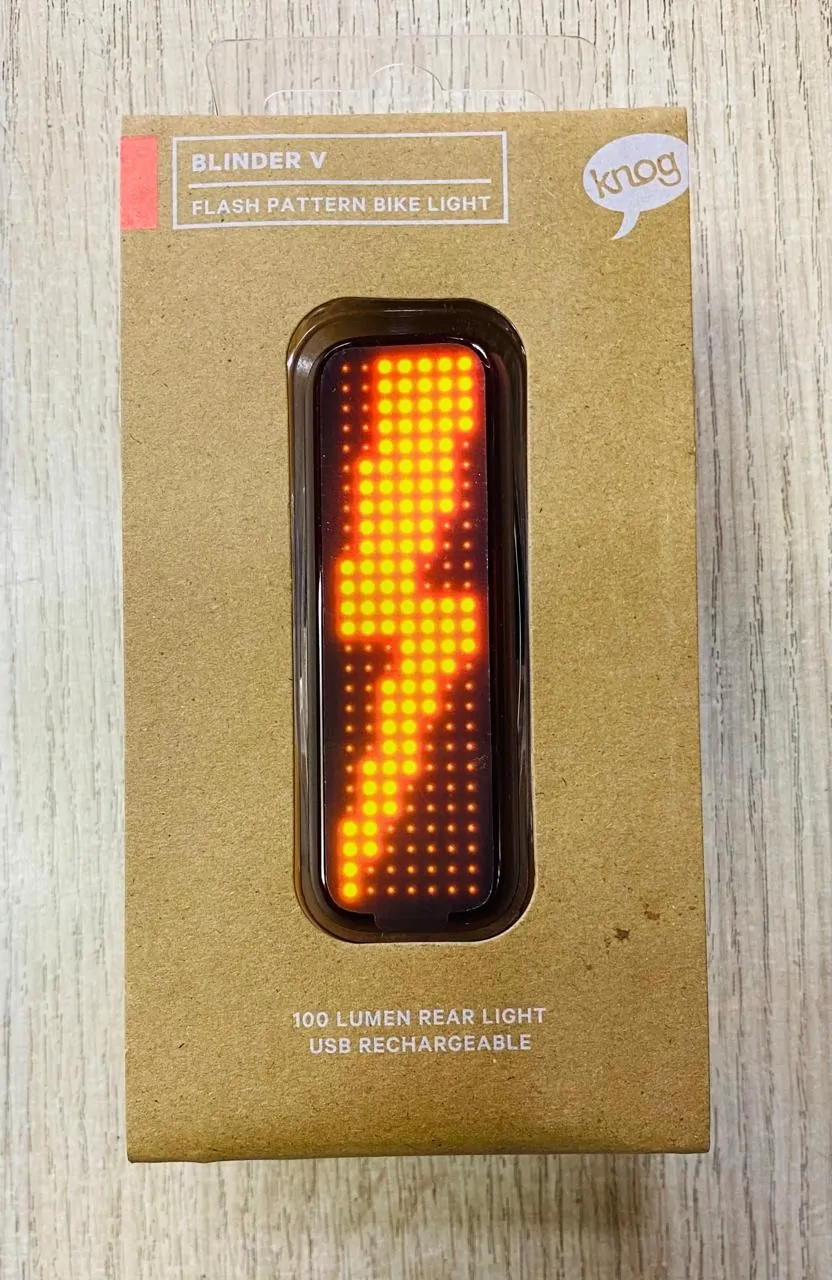 BLINDER V
FLASH PATTERN BIKE LIGHT
knog
100 LUMEN REAR LIGHT
USB RECHARGEABLE